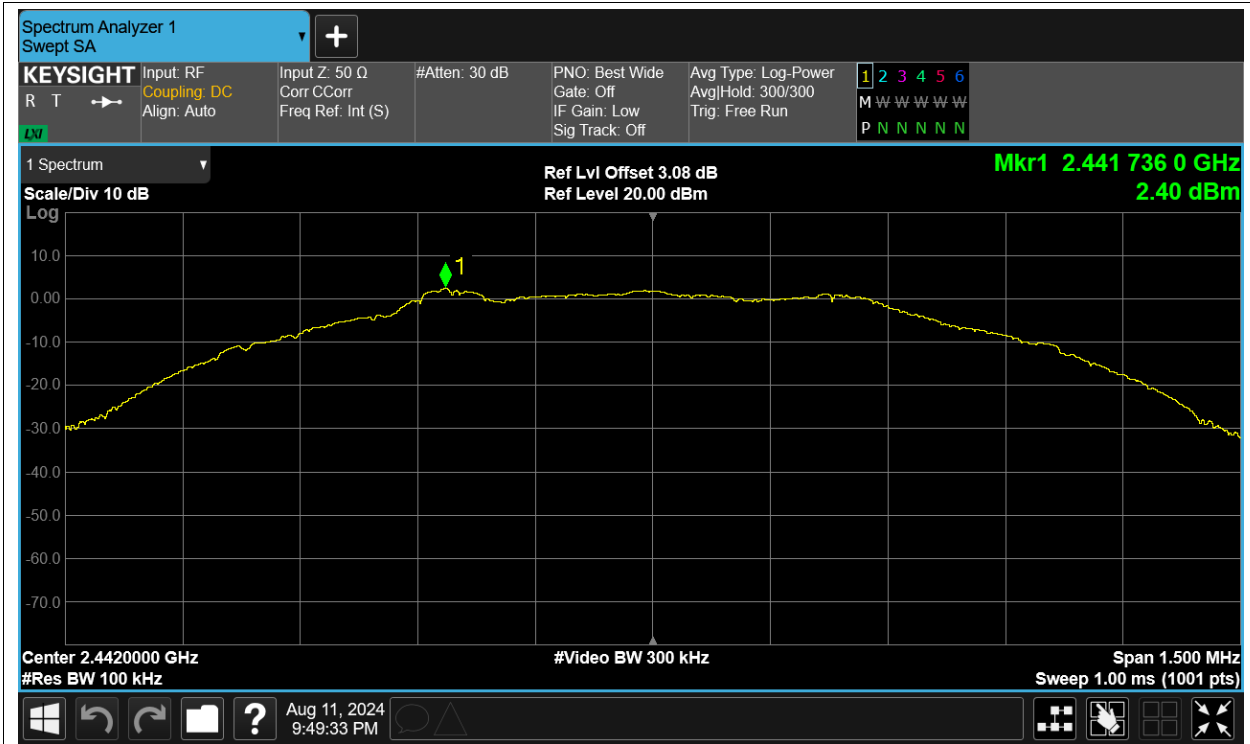 Spectrum Analyzer 1
Swept SA
KEYSIGHT
R T
LXI
Input: RF
Coupling: DC
Align: Auto
Input Z: 50 Ω
Corr CCorr
Freq Ref: Int (S)
#Atten: 30 dB
PNO: Best Wide
Gate: Off
IF Gain: Low
Sig Track: Off
Avg Type: Log-Power
Avg|Hold: 300/300
Trig: Free Run
1 2 3 4 5 6
M W W W W W
P N N N N N
1 Spectrum
Scale/Div 10 dB
Log
Ref Lvl Offset 3.08 dB
Ref Level 20.00 dBm
Mkr1 2.441 736 0 GHz
2.40 dBm
1
10.0
0.00
-10.0
-20.0
-30.0
-40.0
-50.0
-60.0
-70.0
Center 2.4420000 GHz
#Video BW 300 kHz
Span 1.500 MHz
#Res BW 100 kHz
Sweep 1.00 ms (1001 pts)
?
Aug 11, 2024
9:49:33 PM